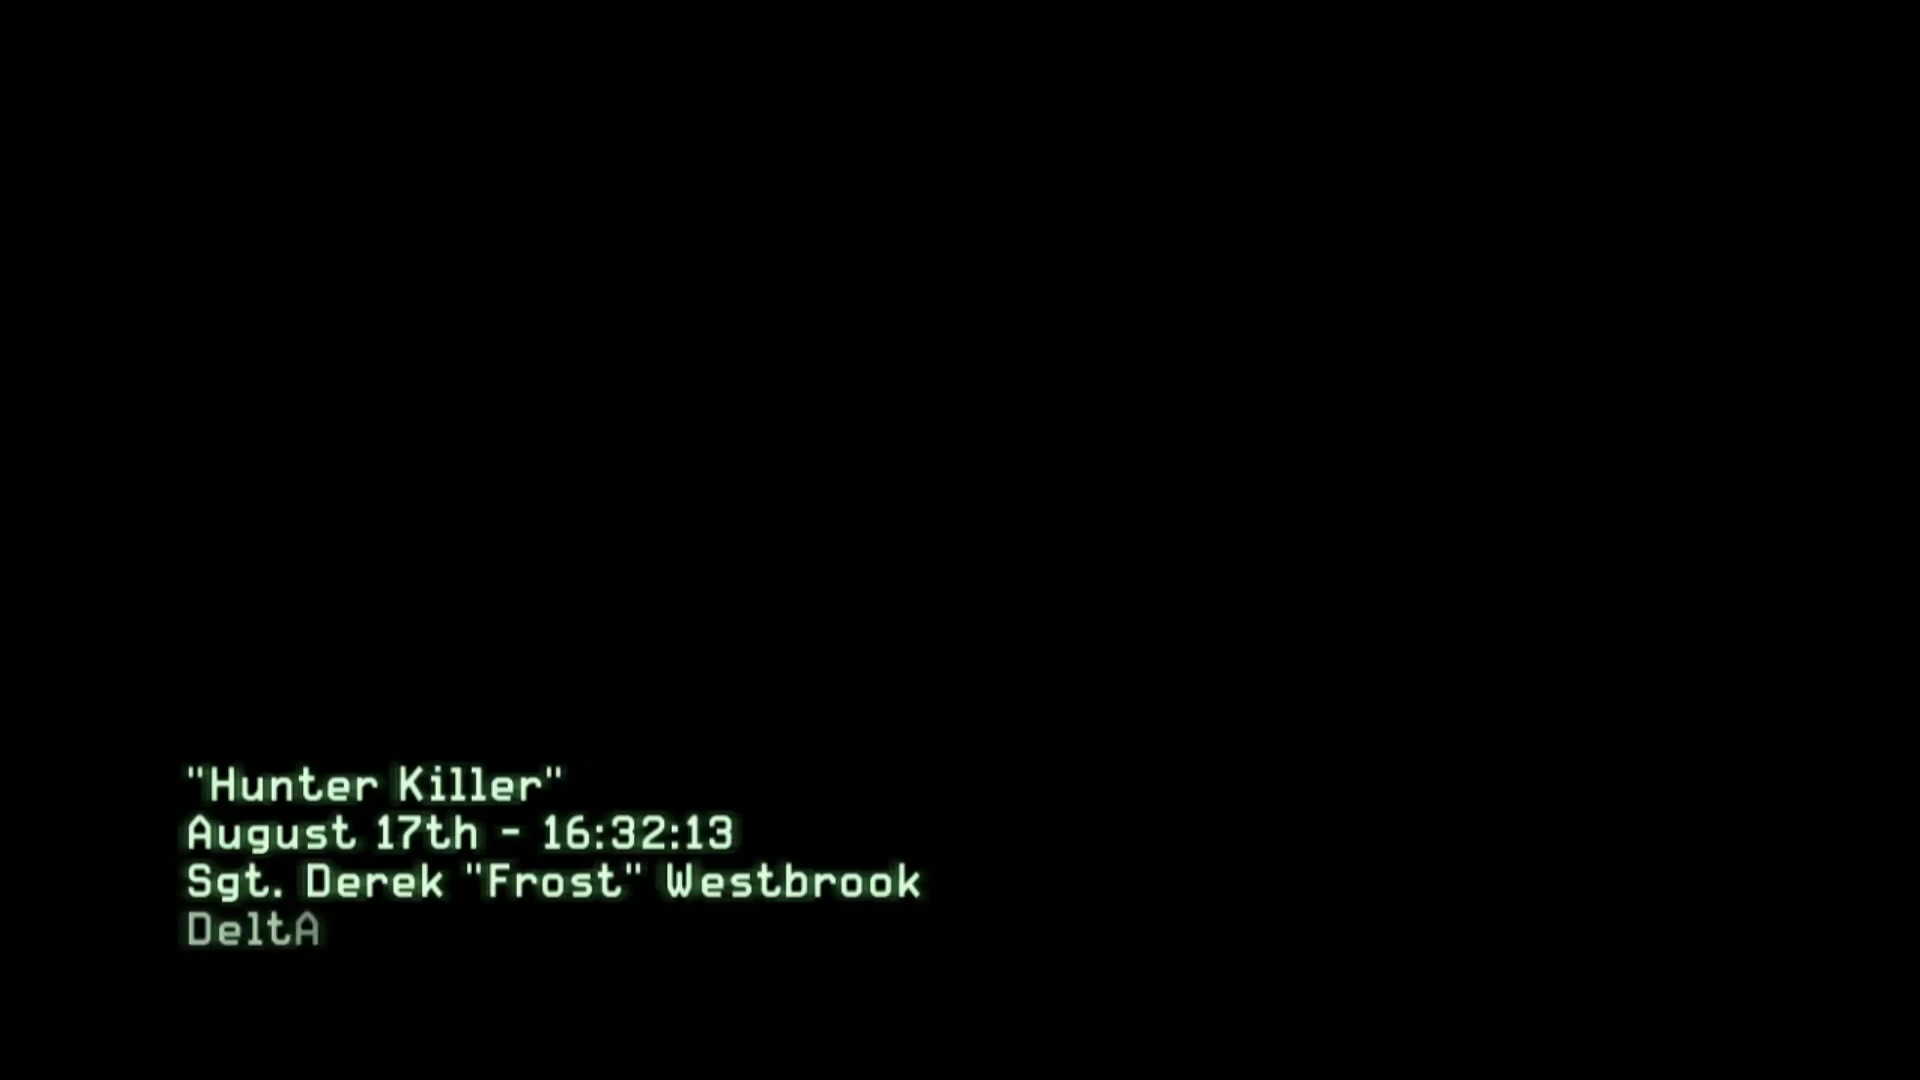 "Hunter Killer"
August 17th - 16:32:13
Sgt. Derek "Frost" Westbrook
DeltA